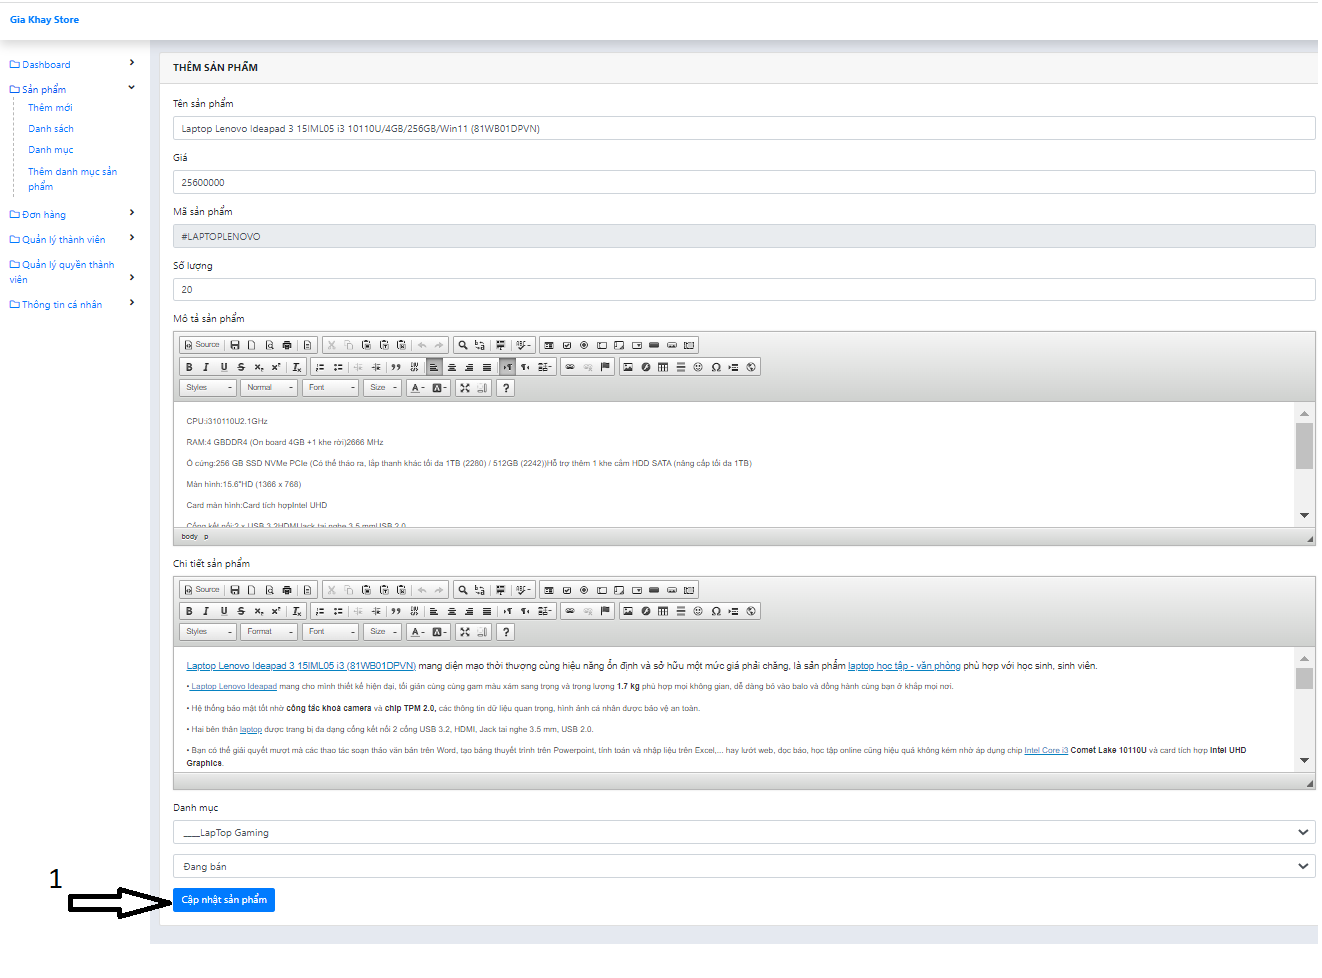 Gia Khay Store
Dashboard
Sản phẩm
Thêm mới
Danh sách
Danh mục
Thêm danh mục sản
phẩm
Đơn hàng
Quản lý thành viên
Quản lý quyền thành
viên
Thông tin cá nhân
THÊM SẢN PHẨM
Tên sản phẩm
Laptop Lenovo Ideapad 3 15IML05 i3 10110U/4GB/256GB/Win11 (81WB01DPVN)
Giá
25600000
Mã sản phẩm
#LAPTOPLENOVO
Số lượng
20
Mô tả sản phẩm
Source
Styles Normal Font Size
CPU:i310110U2.1GHz
RAM:4 GBDDR4 (On board 4GB +1 khe rời)2666 MHz
Ổ cứng:256 GB SSD NVMe PCIe (Có thể tháo ra, lắp thanh khác tối đa 1TB (2280) / 512GB (2242))Hỗ trợ thêm 1 khe cắm HDD SATA (nâng cấp tối đa 1TB)
Màn hình:15.6"HD (1366 x 768)
Card màn hình:Card tích hợpIntel UHD
Cổng kết nối:2 x USB 3.2HDMIJack tai nghe 3.5 mmUSB 2.0
body p
Chi tiết sản phẩm
Source
Styles Format Font Size
Laptop Lenovo Ideapad 3 15IML05 i3 (81WB01DPVN) mang diện mạo thời thượng cùng hiệu năng ổn định và sở hữu một mức giá phải chăng, là sản phẩm laptop học tập - văn phòng phù hợp với học sinh, sinh viên.
• Laptop Lenovo Ideapad mang cho mình thiết kế hiện đại, tối giản cùng cùng gam màu xám sang trọng và trọng lượng 1.7 kg phù hợp mọi không gian, dễ dàng bỏ vào balo và đồng hành cùng bạn ở khắp mọi nơi.
• Hệ thống bảo mật tốt nhờ công tắc khoá camera và chip TPM 2.0, các thông tin dữ liệu quan trọng, hình ảnh cá nhân được bảo vệ an toàn.
• Hai bên thân laptop được trang bị đa dạng cổng kết nối 2 cổng USB 3.2, HDMI, Jack tai nghe 3.5 mm, USB 2.0.
• Bạn có thể giải quyết mượt mà các thao tác soạn thảo văn bản trên Word, tạo bảng thuyết trình trên Powerpoint, tính toán và nhập liệu trên Excel,... hay lướt web, đọc báo, học tập online cũng hiệu quả không kém nhờ áp dụng chip Intel Core i3 Comet Lake 10110U và card tích hợp Intel UHD
Graphics.
Danh mục
____LapTop Gaming
Đang bán
1
Cập nhật sản phẩm